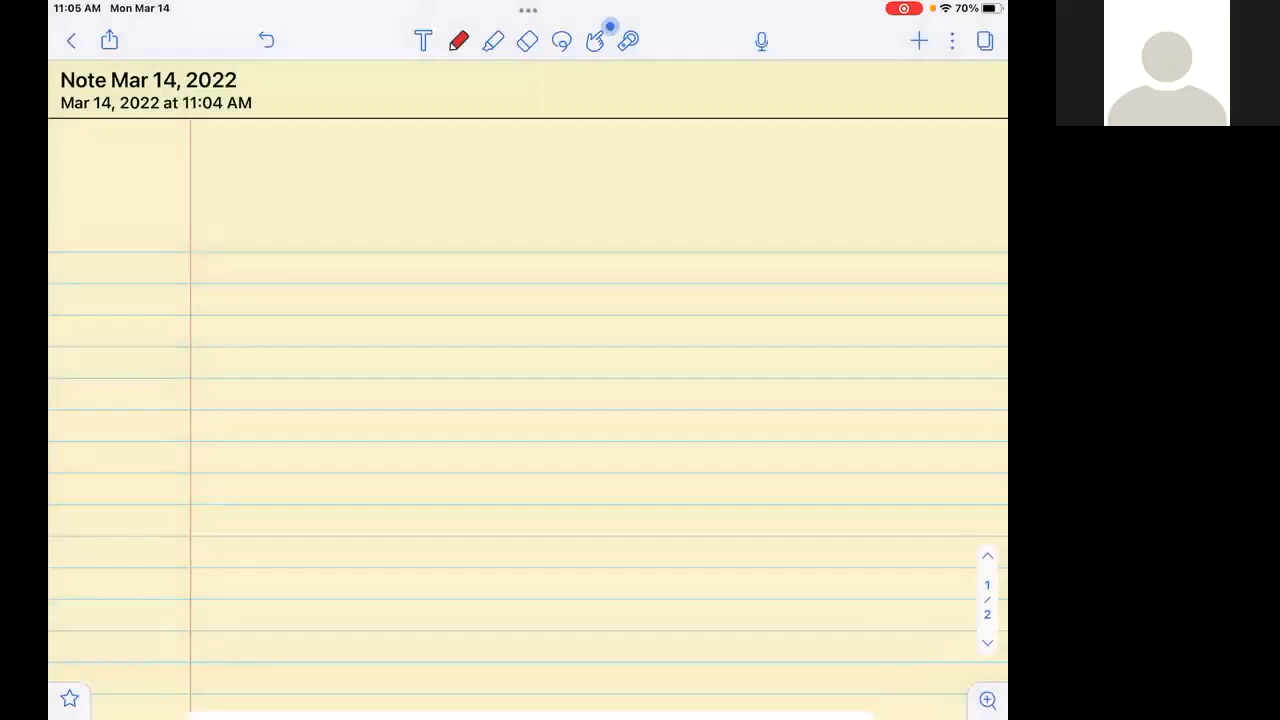 11:05 AM Mon Mar 14
70%
Note Mar 14, 2022
Mar 14, 2022 at 11:04 AM
1
/
2